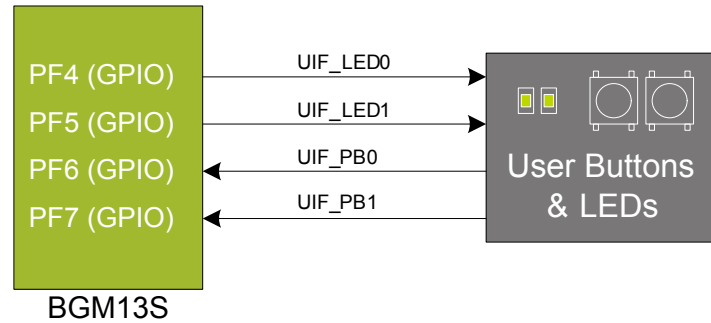 PF4 (GPIO)
PF5 (GPIO)
PF6 (GPIO)
PF7 (GPIO)
UIF_LED0
UIF_LED1
UIF_PB0
UIF_PB1
User Buttons
& LEDs
BGM13S